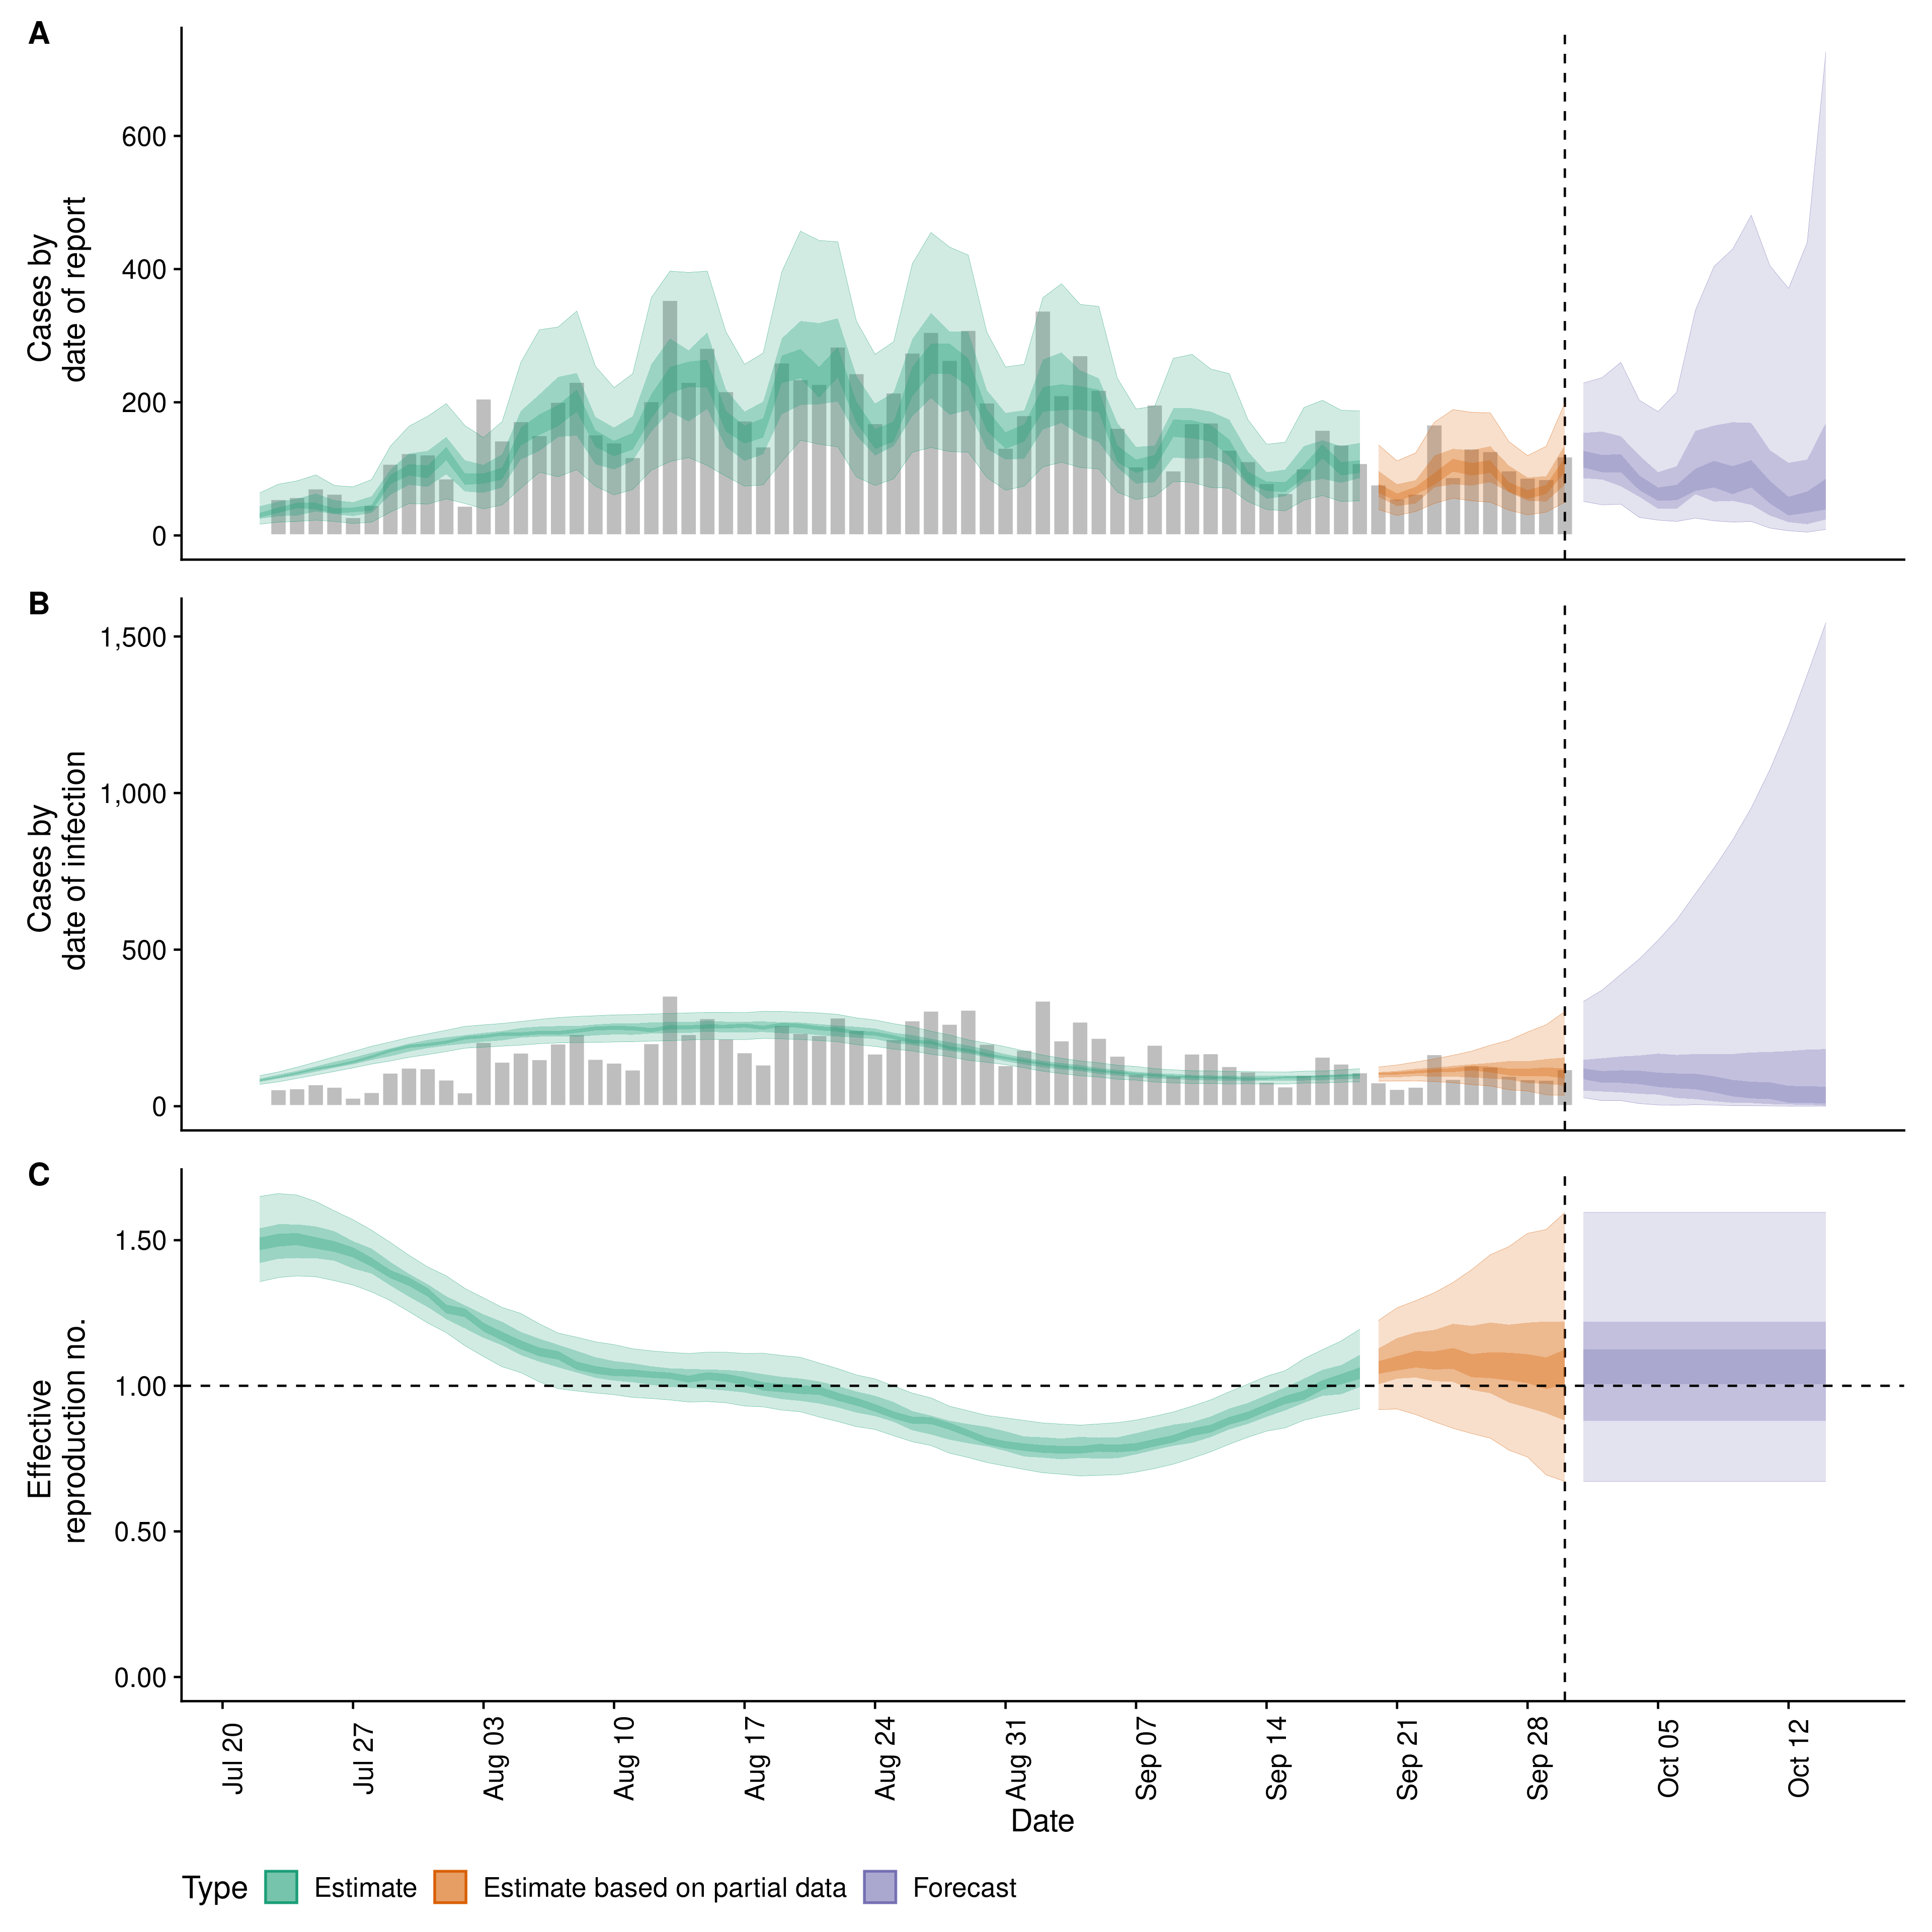 A
600
400
200
0
Cases by
date of report
B
1,500
1,000
500
0
Cases by
date of infection
C
1.50
1.00
0.50
0.00
Effective
reproduction no.
Jul 20
Jul 27
Aug 03
Aug 10
Aug 17
Aug 24
Aug 31
Sep 07
Sep 14
Sep 21
Sep 28
Oct 05
Oct 12
Date
Type Estimate Estimate based on partial data Forecast